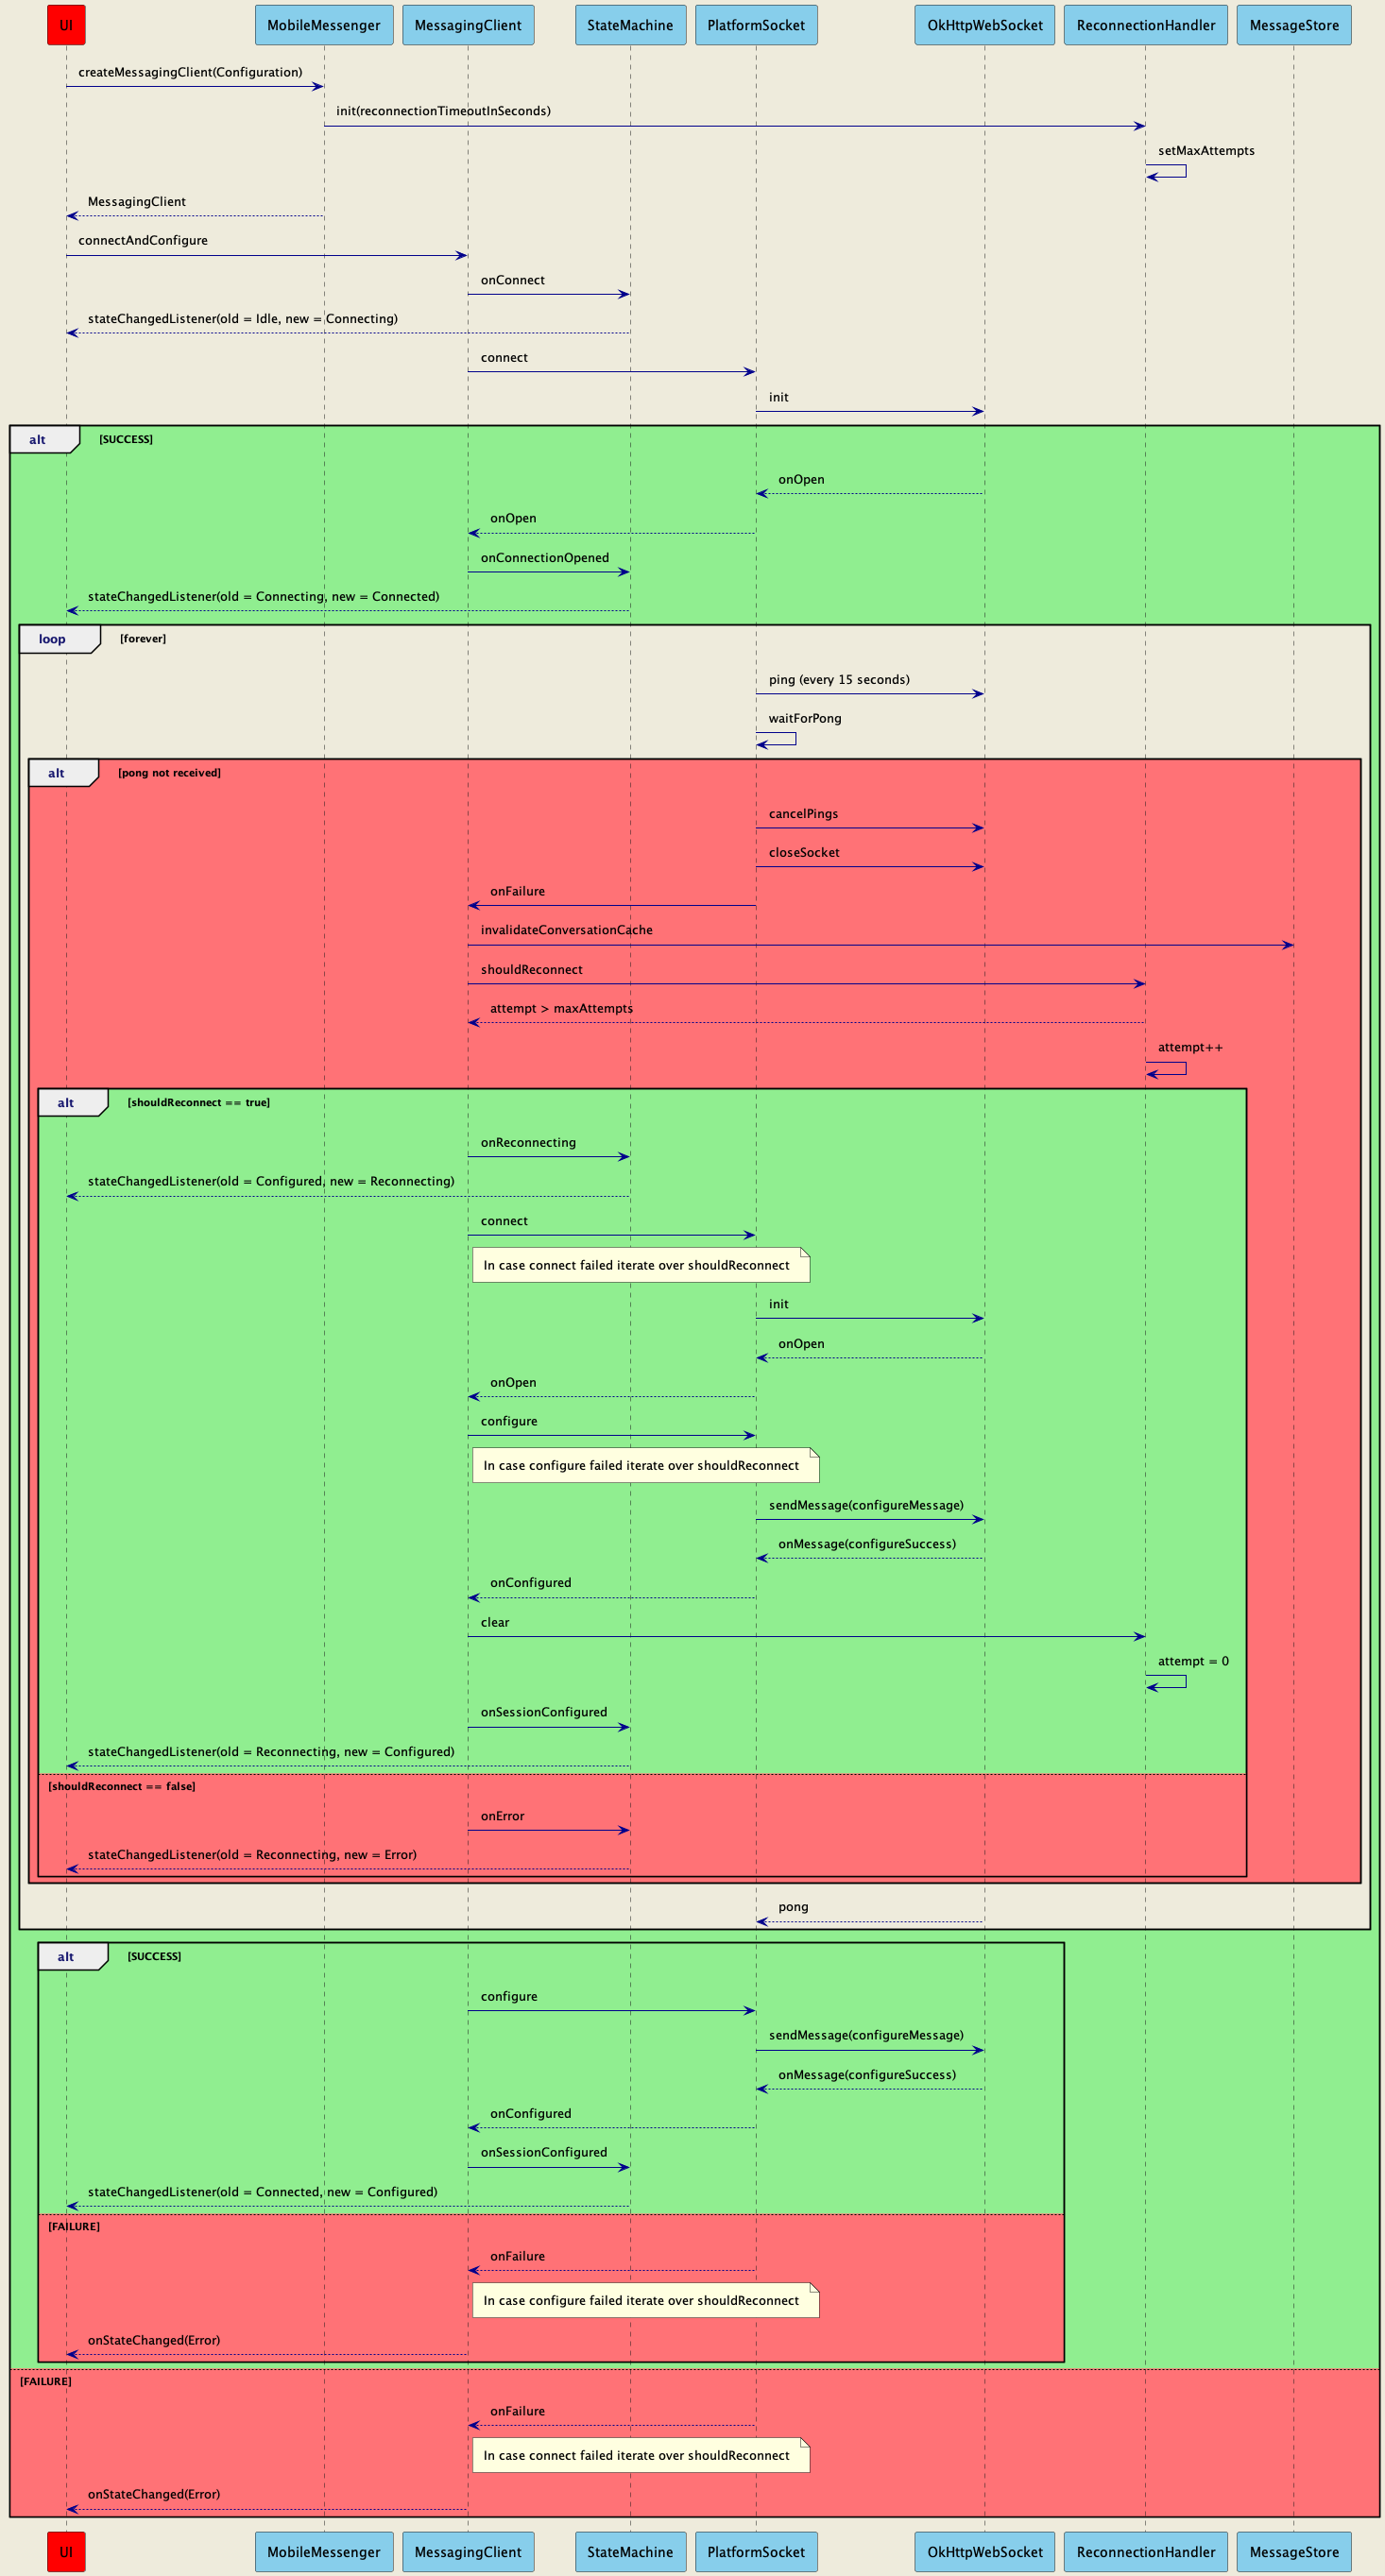 UI MobileMessenger MessagingClient StateMachine PlatformSocket OkHttpWebSocket ReconnectionHandler MessageStore
createMessagingClient(Configuration)
init(reconnectionTimeoutInSeconds)
setMaxAttempts
MessagingClient
connectAndConfigure
onConnect
stateChangedListener(old = Idle, new = Connecting)
connect
init
alt [SUCCESS]
onOpen
onOpen
onConnectionOpened
stateChangedListener(old = Connecting, new = Connected)
loop [forever]
ping (every 15 seconds)
waitForPong
alt [pong not received]
cancelPings
closeSocket
onFailure
invalidateConversationCache
shouldReconnect
attempt > maxAttempts
attempt++
alt [shouldReconnect == true]
onReconnecting
stateChangedListener(old = Configured, new = Reconnecting)
connect
In case connect failed iterate over shouldReconnect
init
onOpen
onOpen
configure
In case configure failed iterate over shouldReconnect
sendMessage(configureMessage)
onMessage(configureSuccess)
onConfigured
clear
attempt = 0
onSessionConfigured
stateChangedListener(old = Reconnecting, new = Configured)
[shouldReconnect == false]
onError
stateChangedListener(old = Reconnecting, new = Error)
pong
alt [SUCCESS]
configure
sendMessage(configureMessage)
onMessage(configureSuccess)
onConfigured
onSessionConfigured
stateChangedListener(old = Connected, new = Configured)
[FAILURE]
onFailure
In case configure failed iterate over shouldReconnect
onStateChanged(Error)
[FAILURE]
onFailure
In case connect failed iterate over shouldReconnect
onStateChanged(Error)
UI MobileMessenger MessagingClient StateMachine PlatformSocket OkHttpWebSocket ReconnectionHandler MessageStore